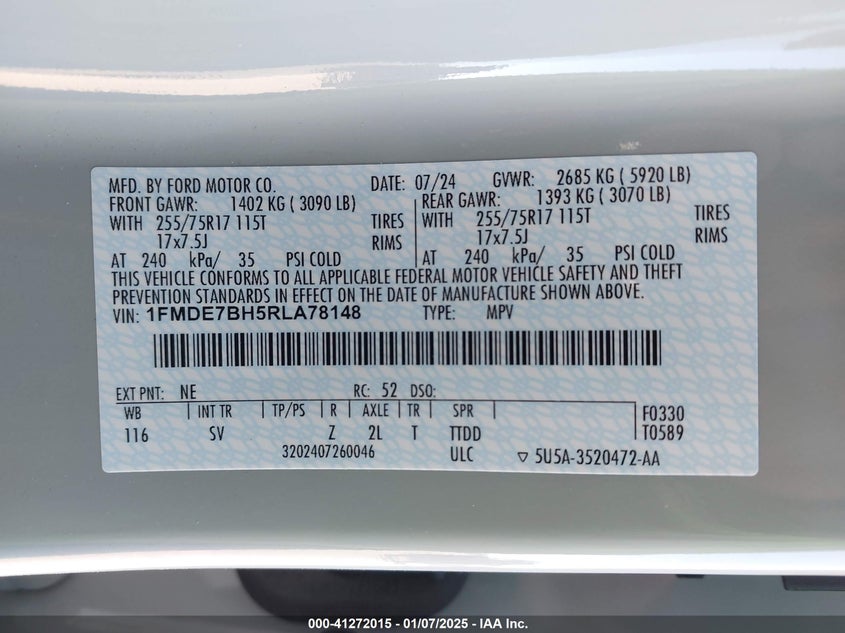 MFD. BY FORD MOTOR CO. DATE: 07/24 GVWR: 2685 KG ( 5920 LB)
FRONT GAWR: 1402 KG ( 3090 LB) REAR GAWR: 1393 KG ( 3070 LB)
WITH 255/75R17 115T TIRES WITH 255/75R17 115T TIRES
17x7.5J RIMS 17x7.5J RIMS
AT 240 kPa/ 35 PSI COLD AT 240 kPa/ 35 PSI COLD
THIS VEHICLE CONFORMS TO ALL APPLICABLE FEDERAL MOTOR VEHICLE SAFETY AND THEFT
PREVENTION STANDARDS IN EFFECT ON THE DATE OF MANUFACTURE SHOWN ABOVE.
VIN: 1FMDE7BH5RLA78148 TYPE: MPV
EXT PNT: NE RC: 52 DSO:
WB INT TR TP/PS R AXLE TR SPR F0330
116 SV Z 2L T TTDD T0589
3202407260046 ULC ▽ 5U5A-3520472-AA
000-41272015 - 01/07/2025 - IAA Inc.